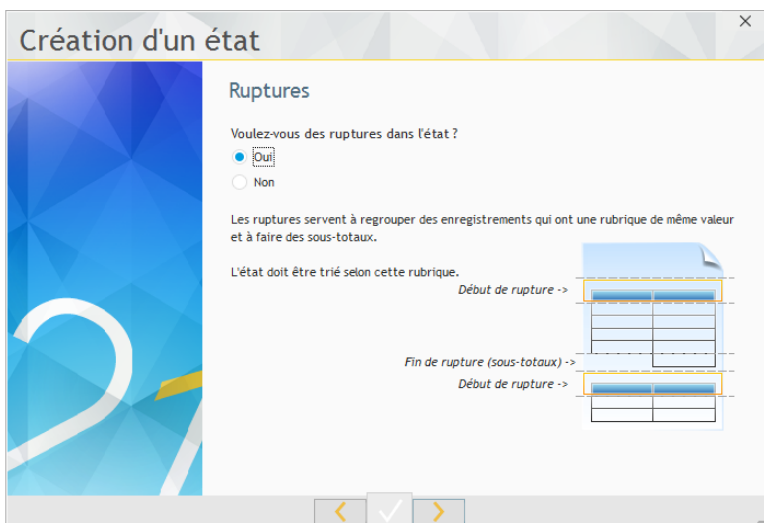 Création d'un état
Ruptures
Voulez-vous des ruptures dans l'état ?
Oui
Non
Les ruptures servent à regrouper des enregistrements qui ont une rubrique de même valeur
et à faire des sous-totaux.
L'état doit être trié selon cette rubrique.
Début de rupture ->
Fin de rupture (sous-totaux) ->
Début de rupture ->